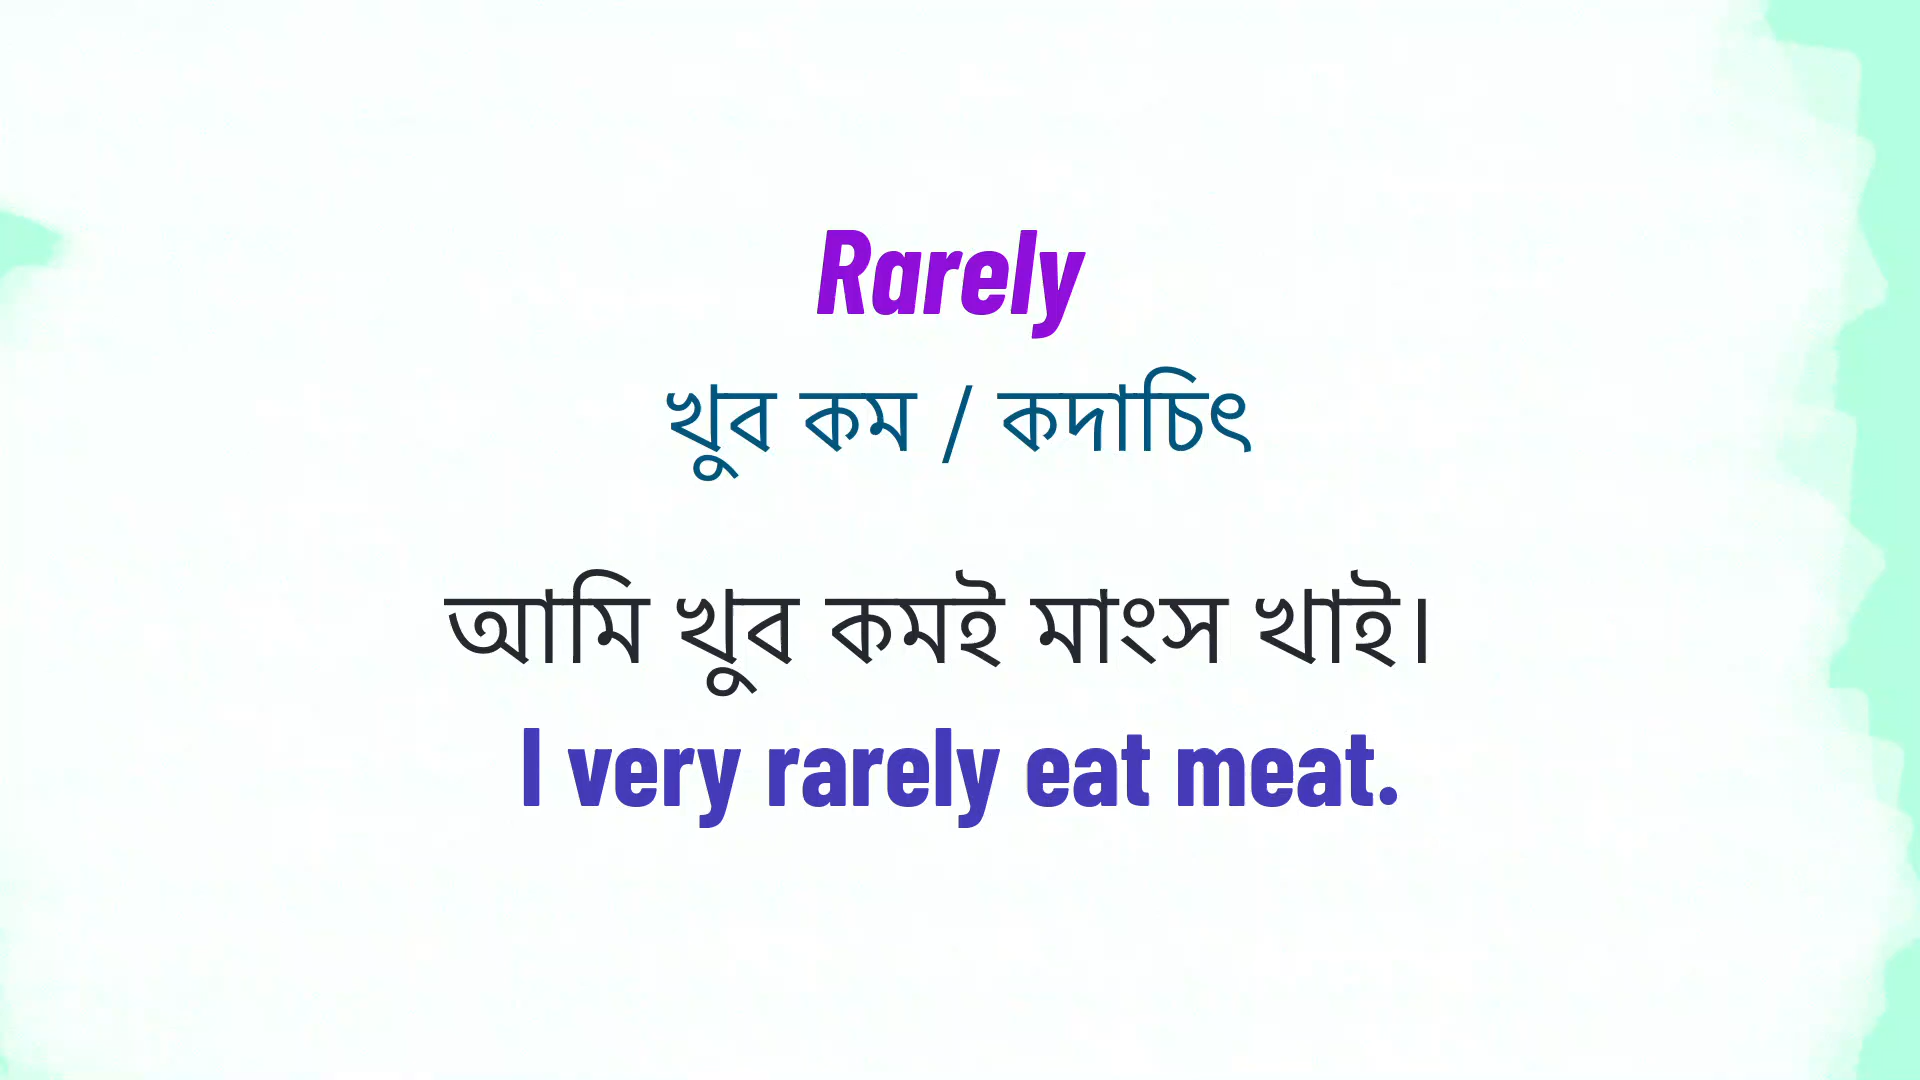 Rarely
খুব কম / কদাচিৎ
আমি খুব কমই মাংস খাই।
I very rarely eat meat.